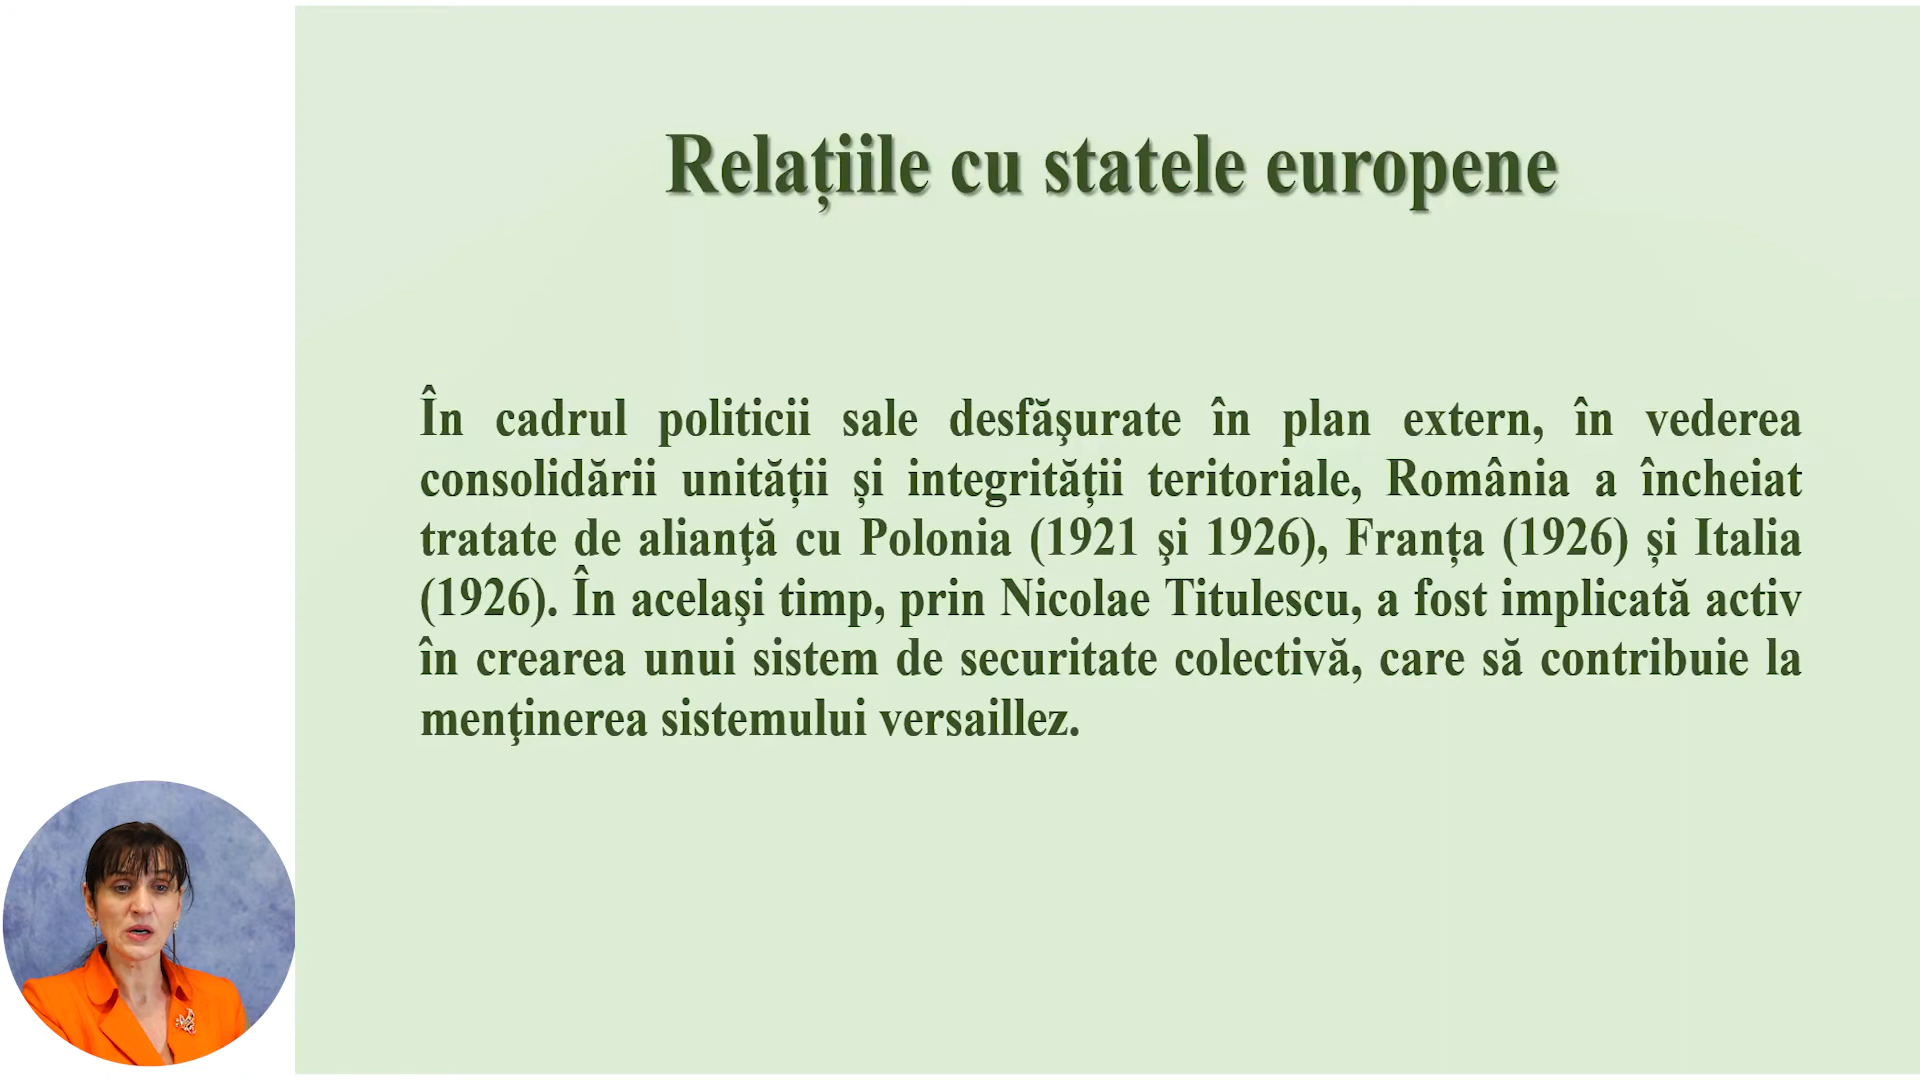 Relațiile cu statele europene
În cadrul politicii sale desfăşurate în plan extern, în vederea
consolidării unității și integrității teritoriale, România a încheiat
tratate de alianţă cu Polonia (1921 şi 1926), Franța (1926) și Italia
(1926). În acelaşi timp, prin Nicolae Titulescu, a fost implicată activ
în crearea unui sistem de securitate colectivă, care să contribuie la
menţinerea sistemului versaillez.